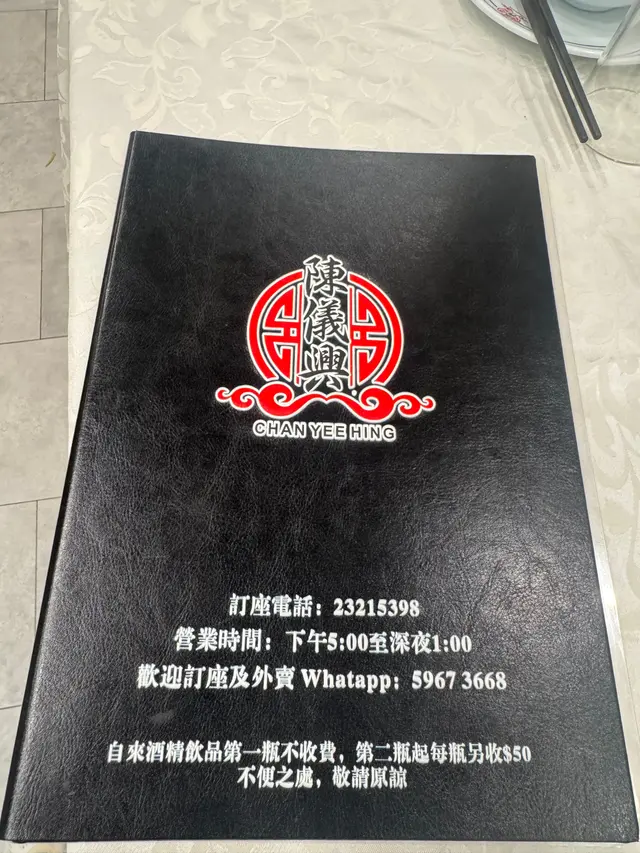 陳儀興
CHAN YEE HING
訂座電話：23215398
營業時間：下午5:00至深夜1:00
歡迎訂座及外賣 Whatapp：5967 3668
自來酒精飲品第一瓶不收費，第二瓶起每瓶另收$50
不便之處，敬請原諒